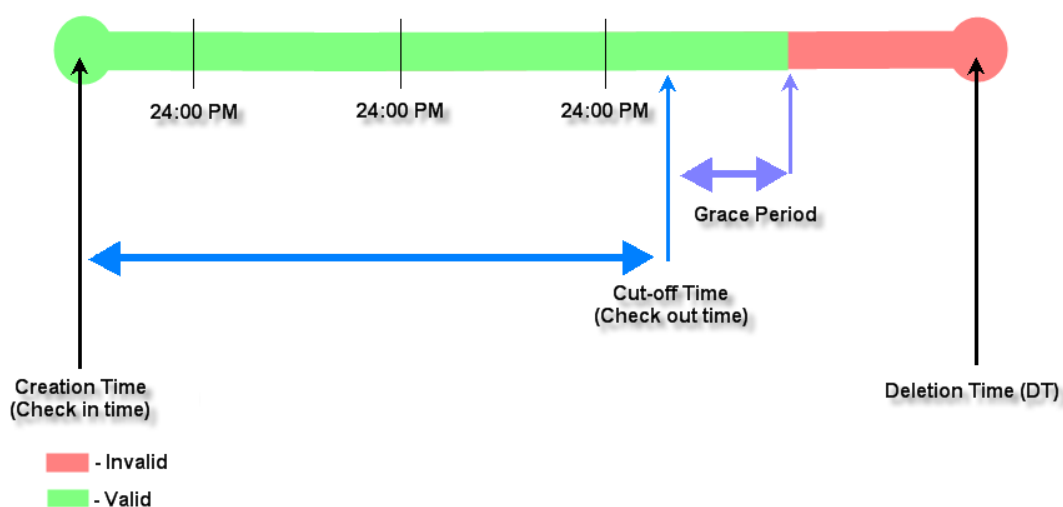 24:00 PM
24:00 PM
24:00 PM
Grace Period
Cut-off Time
(Check out time)
Creation Time
(Check in time)
Deletion Time (DT)
- Invalid
- Valid